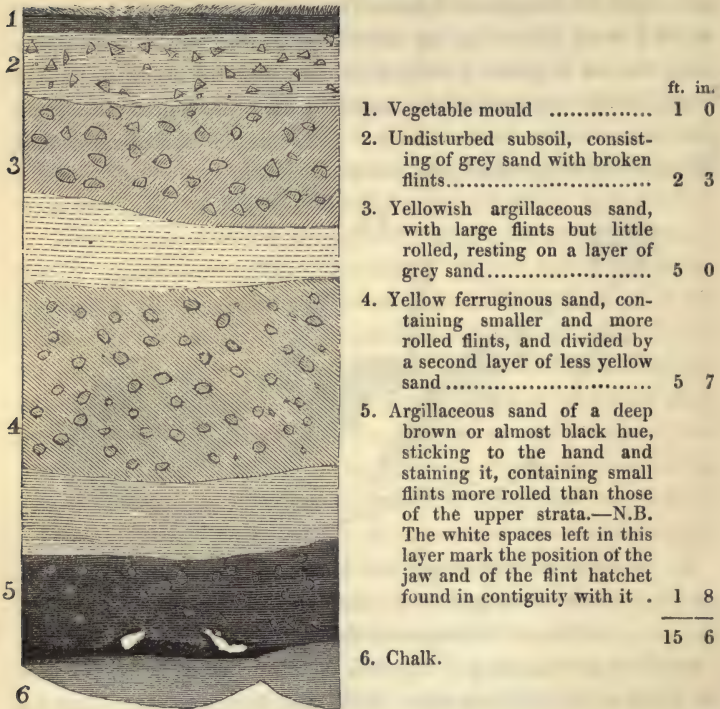 1
2
3
4
5
6
ft. in.
1. Vegetable mould ............... 1 0
2. Undisturbed subsoil, consist-
ing of grey sand with broken
flints.............................. 2 3
3. Yellowish argillaceous sand,
with large flints but little
rolled, resting on a layer of
grey sand........................ 5 0
4. Yellow ferruginous sand, con-
taining smaller and more
rolled flints, and divided by
a second layer of less yellow
sand .............................. 5 7
5. Argillaceous sand of a deep
brown or almost black hue,
sticking to the hand and
staining it, containing small
flints more rolled than those
of the upper strata.—N.B.
The white spaces left in this
layer mark the position of the
jaw and of the flint hatchet
found in contiguity with it . 1 8
15 6
6. Chalk.